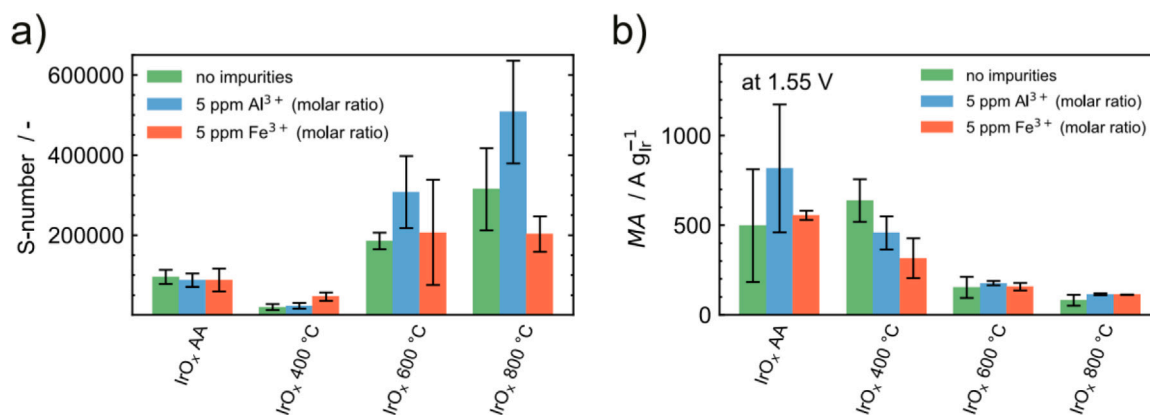 a)
S-number / -
600000
400000
200000
no impurities
5 ppm Al³⁺ (molar ratio)
5 ppm Fe³⁺ (molar ratio)
IrOₓ AA
IrOₓ 400 °C
IrOₓ 600 °C
IrOₓ 800 °C
b)
MA / A g_Ir⁻¹
1000
500
0
at 1.55 V
no impurities
5 ppm Al³⁺ (molar ratio)
5 ppm Fe³⁺ (molar ratio)
IrOₓ AA
IrOₓ 400 °C
IrOₓ 600 °C
IrOₓ 800 °C